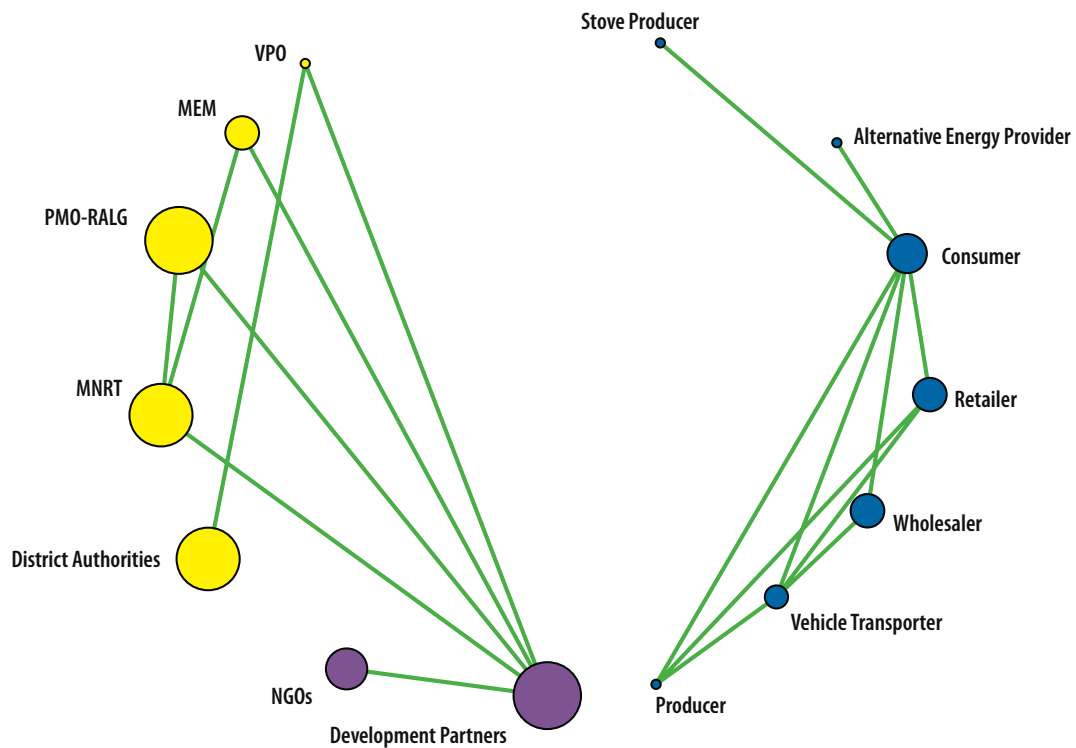 Stove Producer
VPO
MEM
Alternative Energy Provider
PMO-RALG
Consumer
MNRT
Retailer
Wholesaler
District Authorities
Vehicle Transporter
NGOs
Producer
Development Partners